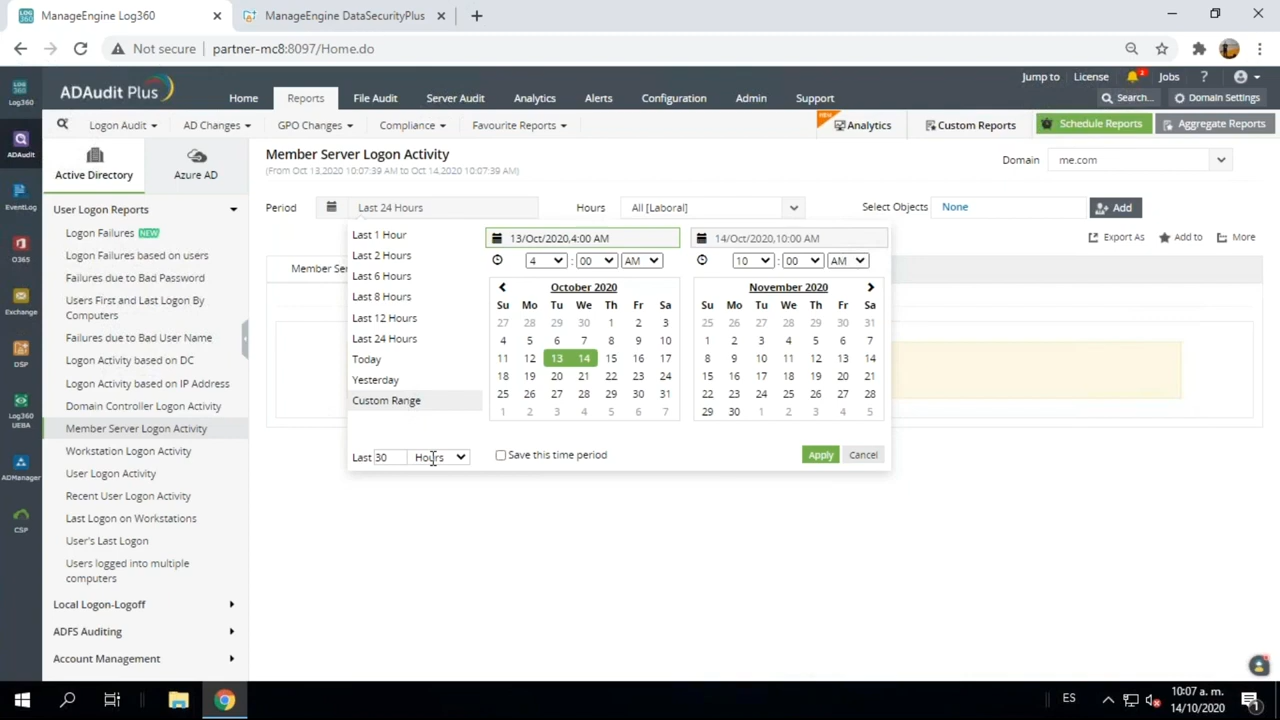 ManageEngine Log360
ManageEngine DataSecurityPlus
Not secure
partner-mc8:8097/Home.do
LOG 360
Log360
ADAudit
EventLog
O365
Exchange
DSP
Log360 UEBA
ADManager
CSP
ADAudit Plus
Jump to License Jobs ?
Home Reports File Audit Server Audit Analytics Alerts Configuration Admin Support
Search...
Domain Settings
Logon Audit AD Changes GPO Changes Compliance Favourite Reports
NEW
Analytics
Custom Reports
Schedule Reports
Aggregate Reports
Active Directory
Azure AD
User Logon Reports
Logon Failures NEW
Logon Failures based on users
Failures due to Bad Password
Users First and Last Logon By
Computers
Failures due to Bad User Name
Logon Activity based on DC
Logon Activity based on IP Address
Domain Controller Logon Activity
Member Server Logon Activity
Workstation Logon Activity
User Logon Activity
Recent User Logon Activity
Last Logon on Workstations
User's Last Logon
Users logged into multiple
computers
Local Logon-Logoff
ADFS Auditing
Account Management
Member Server Logon Activity
(From Oct 13,2020 10:07:39 AM to Oct 14,2020 10:07:39 AM)
Domain me.com
Period Last 24 Hours
Hours All [Laboral]
Select Objects None
Add
Export As Add to More
Member Se
Last 1 Hour
Last 2 Hours
Last 6 Hours
Last 8 Hours
Last 12 Hours
Last 24 Hours
Today
Yesterday
Custom Range
Last 30 Hours
13/Oct/2020,4:00 AM
4 : 00 AM
October 2020
Su Mo Tu We Th Fr Sa
27 28 29 30 1 2 3
4 5 6 7 8 9 10
11 12 13 14 15 16 17
18 19 20 21 22 23 24
25 26 27 28 29 30 31
1 2 3 4 5 6 7
14/Oct/2020,10:00 AM
10 : 00 AM
November 2020
Su Mo Tu We Th Fr Sa
25 26 27 28 29 30 31
1 2 3 4 5 6 7
8 9 10 11 12 13 14
15 16 17 18 19 20 21
22 23 24 25 26 27 28
29 30 1 2 3 4 5
Save this time period
Apply Cancel
ES
10:07 a. m.
14/10/2020
1